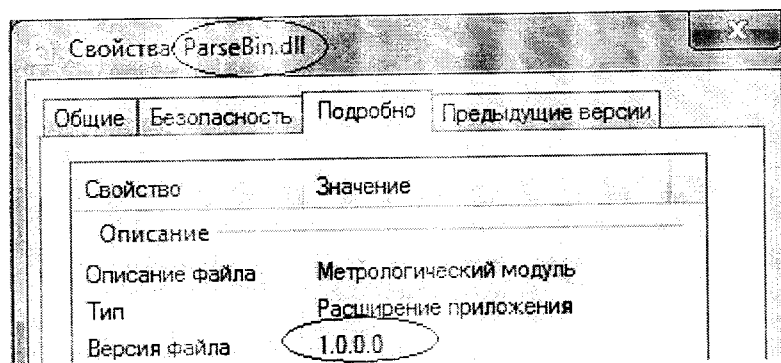 Свойства: ParseBin.dll
Общие Безопасность Подробно Предыдущие версии
Свойство Значение
Описание
Описание файла Метрологический модуль
Тип Расширение приложения
Версия файла 1.0.0.0